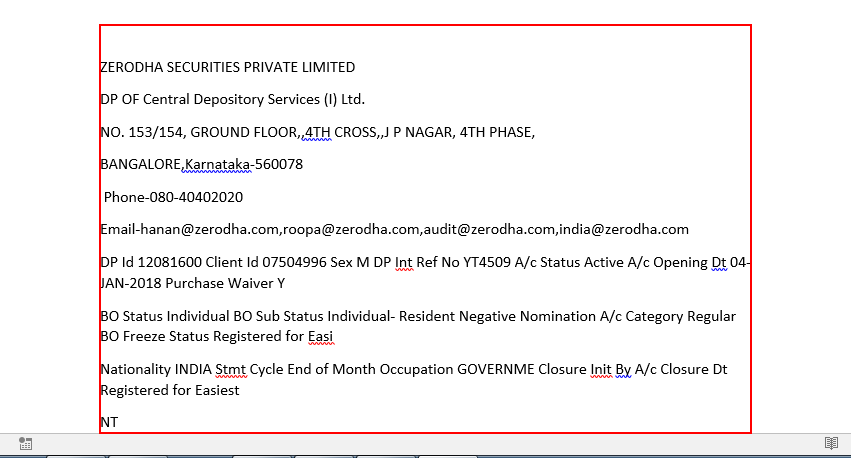 ZERODHA SECURITIES PRIVATE LIMITED
DP OF Central Depository Services (I) Ltd.
NO. 153/154, GROUND FLOOR,,4TH CROSS,,J P NAGAR, 4TH PHASE,
BANGALORE,Karnataka-560078
Phone-080-40402020
Email-hanan@zerodha.com,roopa@zerodha.com,audit@zerodha.com,india@zerodha.com
DP Id 12081600 Client Id 07504996 Sex M DP Int Ref No YT4509 A/c Status Active A/c Opening Dt 04-
JAN-2018 Purchase Waiver Y
BO Status Individual BO Sub Status Individual- Resident Negative Nomination A/c Category Regular
BO Freeze Status Registered for Easi
Nationality INDIA Stmt Cycle End of Month Occupation GOVERNME Closure Init By A/c Closure Dt
Registered for Easiest
NT